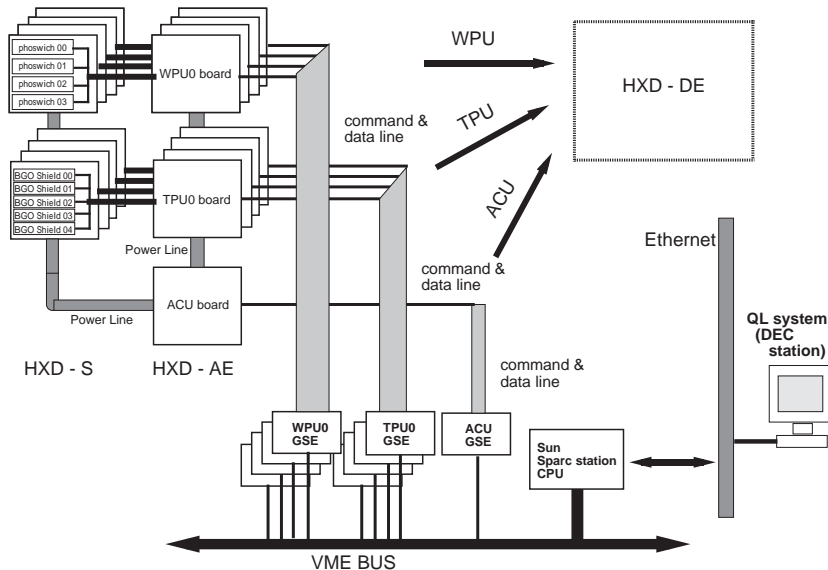 phoswich 00
phoswich 01
phoswich 02
phoswich 03
WPU0 board
WPU
HXD - DE
command &
data line
TPU
BGO Shield 00
BGO Shield 01
BGO Shield 02
BGO Shield 03
BGO Shield 04
TPU0 board
ACU
Ethernet
Power Line
command &
data line
ACU board
Power Line
QL system
(DEC
station)
HXD - S
HXD - AE
command &
data line
WPU0
GSE
TPU0
GSE
ACU
GSE
Sun
Sparc station
CPU
VME BUS